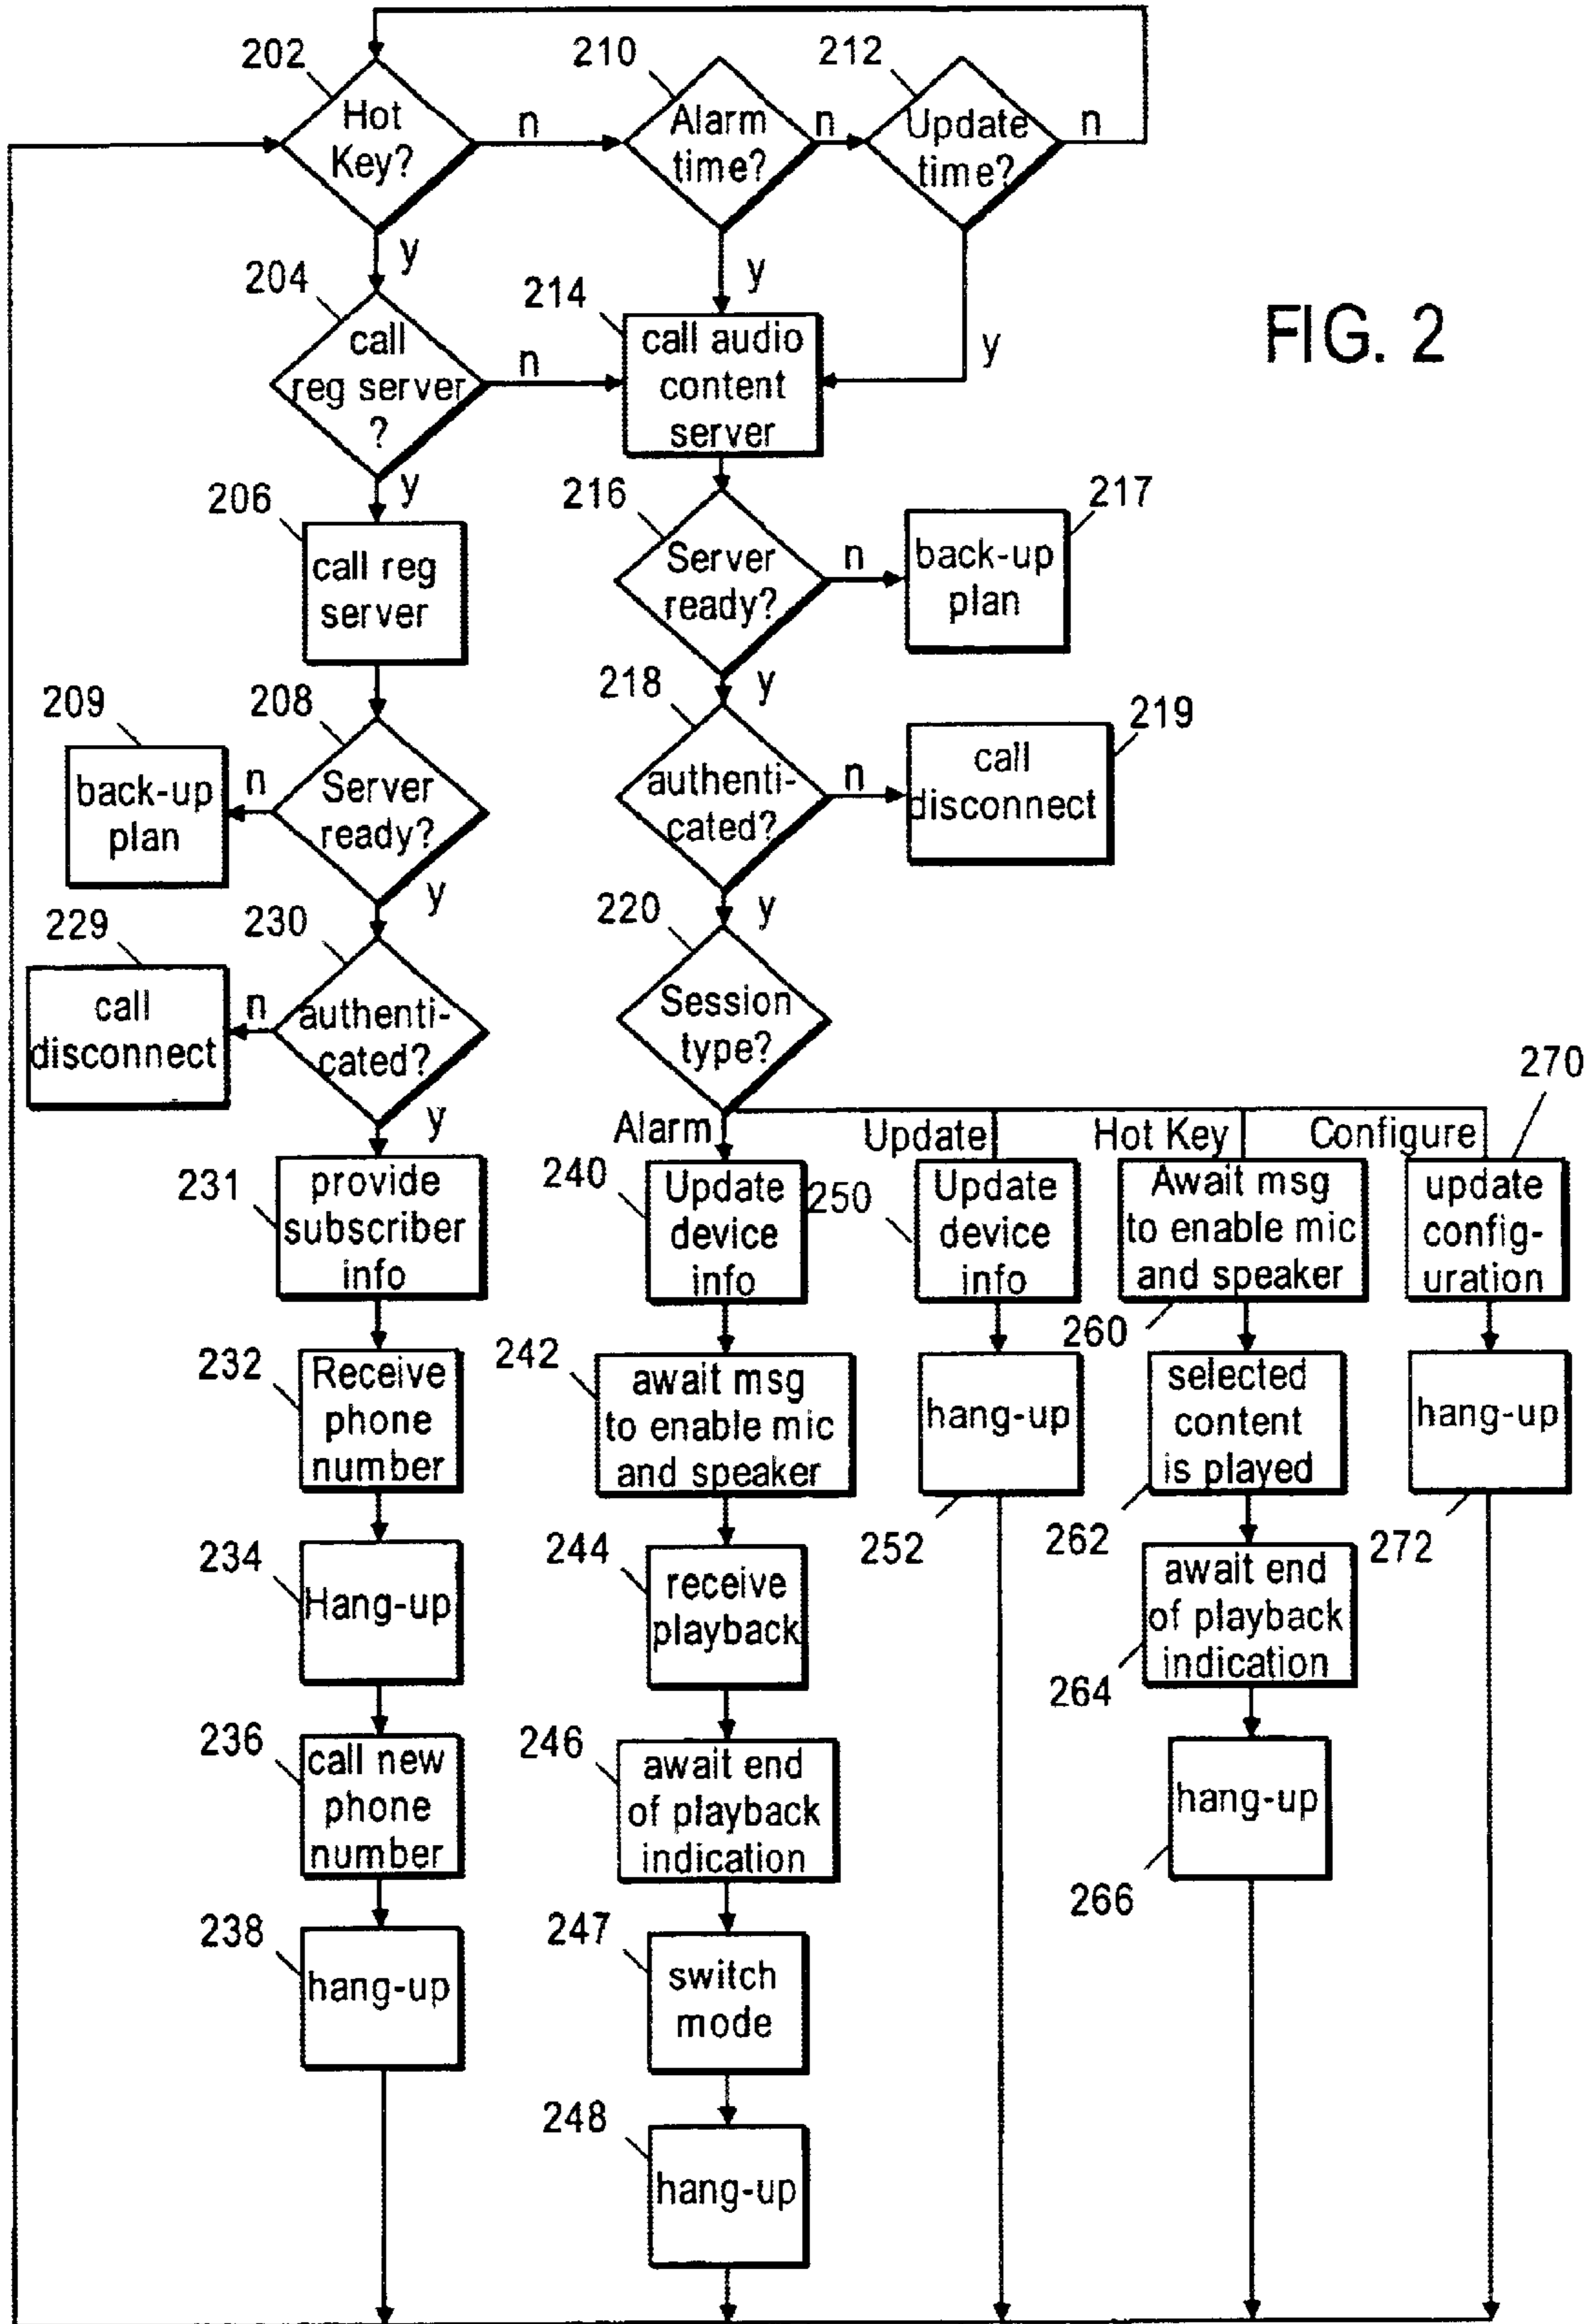 202
Hot
Key?
n
y
210
Alarm
time?
n
y
212
Update
time?
n
y
FIG. 2
204
call
reg server
?
n
y
214
call audio
content
server
206
call reg
server
216
Server
ready?
n
y
217
back-up
plan
208
Server
ready?
n
y
209
back-up
plan
218
authenti-
cated?
n
y
219
call
disconnect
229
call
disconnect
230
authenti-
cated?
n
y
220
Session
type?
Alarm
Update
Hot Key
Configure
231
provide
subscriber
info
232
Receive
phone
number
234
Hang-up
236
call new
phone
number
238
hang-up
240
Update
device
info
242
await msg
to enable mic
and speaker
244
receive
playback
246
await end
of playback
indication
247
switch
mode
248
hang-up
250
Update
device
info
252
hang-up
260
Await msg
to enable mic
and speaker
262
selected
content
is played
264
await end
of playback
indication
266
hang-up
270
update
config-
uration
272
hang-up